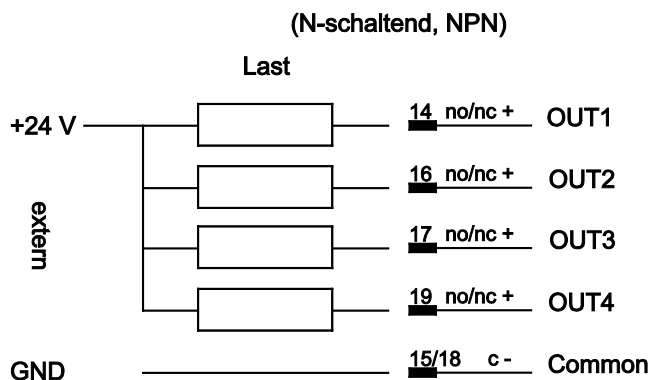 (N-schaltend, NPN)
Last
+24 V
14 no/nc + OUT1
16 no/nc + OUT2
extern
17 no/nc + OUT3
19 no/nc + OUT4
GND
15/18 c - Common